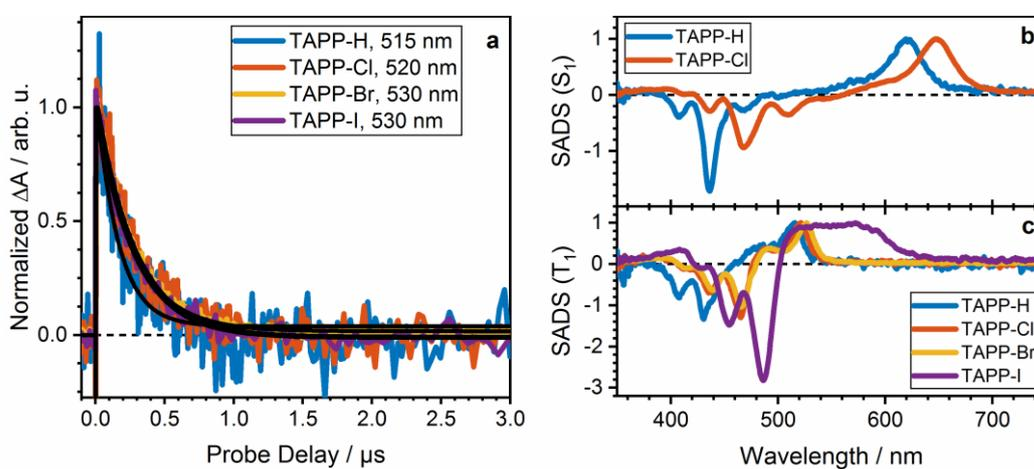 a
TAPP-H, 515 nm
TAPP-Cl, 520 nm
TAPP-Br, 530 nm
TAPP-I, 530 nm
Normalized ΔA / arb. u.
1.0
0.5
0.0
0.0 0.5 1.0 1.5 2.0 2.5 3.0
Probe Delay / µs
b
TAPP-H
TAPP-Cl
SADS (S₁)
1
0
-1
c
SADS (T₁)
1
0
-1
-2
-3
TAPP-H
TAPP-Cl
TAPP-Br
TAPP-I
400 500 600 700
Wavelength / nm